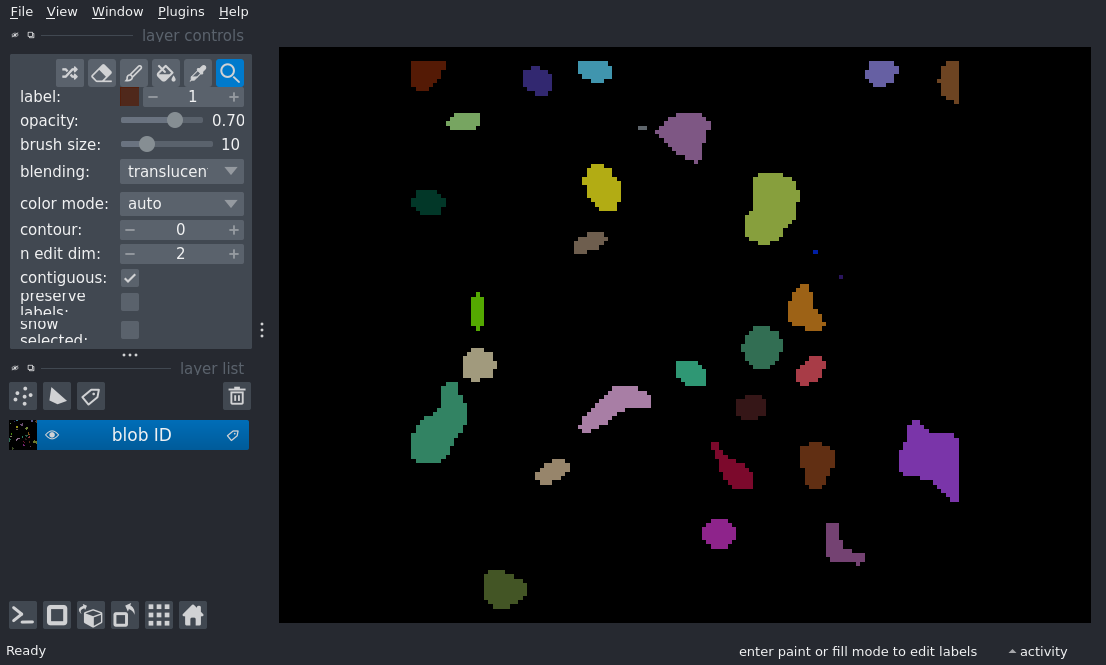 File View Window Plugins Help
layer controls
label: 1
opacity: 0.70
brush size: 10
blending: translucen
color mode: auto
contour: 0
n edit dim: 2
contiguous:
preserve
labels:
show
selected:
layer list
blob ID
Ready
enter paint or fill mode to edit labels
activity